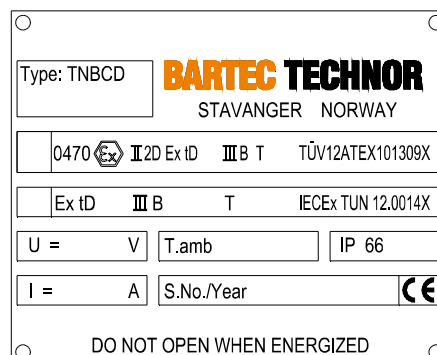 Type: TNBCD
BARTEC TECHNOR
STAVANGER NORWAY
0470 Ex II 2D Ex tD III B T TÜV12ATEX101309X
Ex tD III B T IECEx TUN 12.0014X
U = V T.amb IP 66
I = A S.No./Year CE
DO NOT OPEN WHEN ENERGIZED